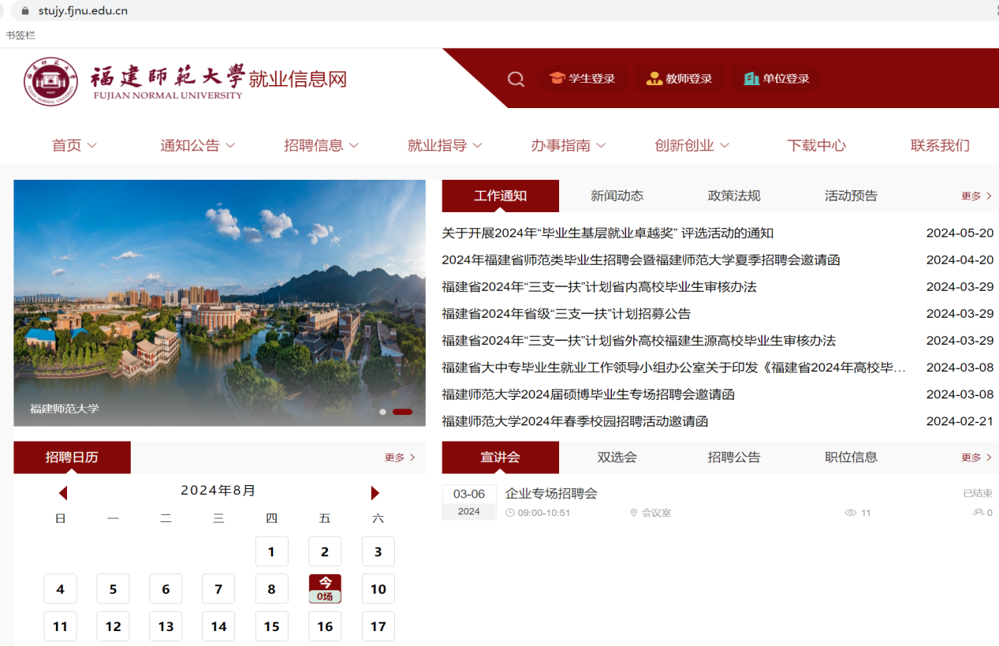 stujy.fjnu.edu.cn
书签栏
福建師范大學 就业信息网
FUJIAN NORMAL UNIVERSITY
学生登录 教师登录 单位登录
首页 通知公告 招聘信息 就业指导 办事指南 创新创业 下载中心 联系我们
工作通知 新闻动态 政策法规 活动预告 更多
关于开展2024年“毕业生基层就业卓越奖” 评选活动的通知 2024-05-20
2024年福建省师范类毕业生招聘会暨福建师范大学夏季招聘会邀请函 2024-04-20
福建省2024年“三支一扶”计划省内高校毕业生审核办法 2024-03-29
福建省2024年省级“三支一扶”计划招募公告 2024-03-29
福建省2024年“三支一扶”计划省外高校福建生源高校毕业生审核办法 2024-03-29
福建省大中专毕业生就业工作领导小组办公室关于印发《福建省2024年高校毕… 2024-03-08
福建师范大学2024届硕博毕业生专场招聘会邀请函 2024-03-08
福建师范大学2024年春季校园招聘活动邀请函 2024-02-21
福建师范大学
招聘日历 更多
2024年8月
日 一 二 三 四 五 六
1 2 3
4 5 6 7 8 今 0场 10
11 12 13 14 15 16 17
宣讲会 双选会 招聘公告 职位信息 更多
03-06 企业专场招聘会 已结束
2024 09:00-10:51 会议室 11 0